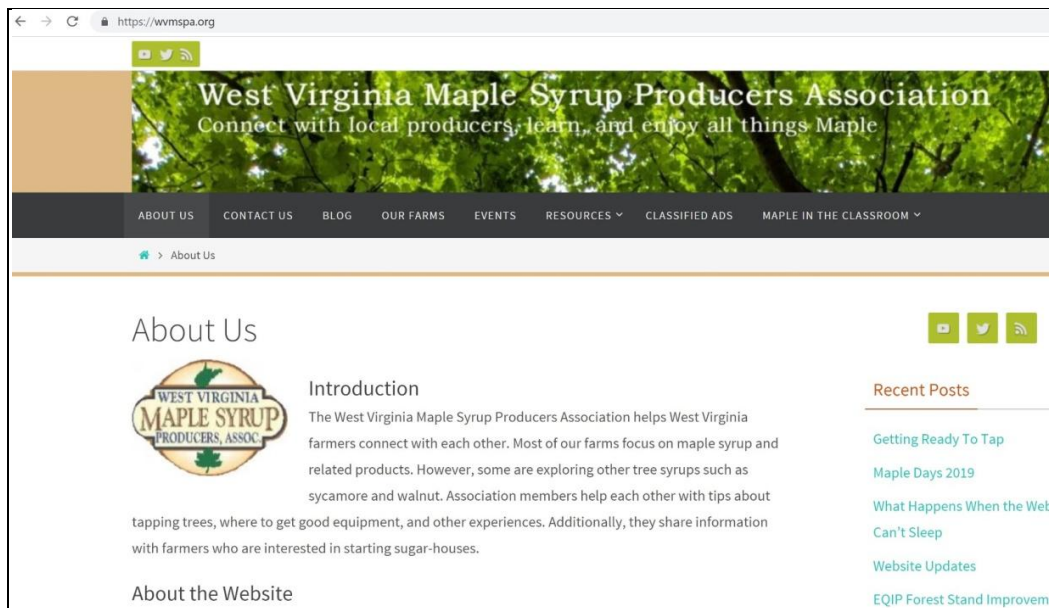 https://wvmspa.org
West Virginia Maple Syrup Producers Association
Connect with local producers, learn, and enjoy all things Maple
ABOUT US CONTACT US BLOG OUR FARMS EVENTS RESOURCES CLASSIFIED ADS MAPLE IN THE CLASSROOM
> About Us
About Us
WEST VIRGINIA
MAPLE SYRUP
PRODUCERS, ASSOC.
Introduction
The West Virginia Maple Syrup Producers Association helps West Virginia
farmers connect with each other. Most of our farms focus on maple syrup and
related products. However, some are exploring other tree syrups such as
sycamore and walnut. Association members help each other with tips about
tapping trees, where to get good equipment, and other experiences. Additionally, they share information
with farmers who are interested in starting sugar-houses.
About the Website
Recent Posts
Getting Ready To Tap
Maple Days 2019
What Happens When the Web
Can't Sleep
Website Updates
EQIP Forest Stand Improvem